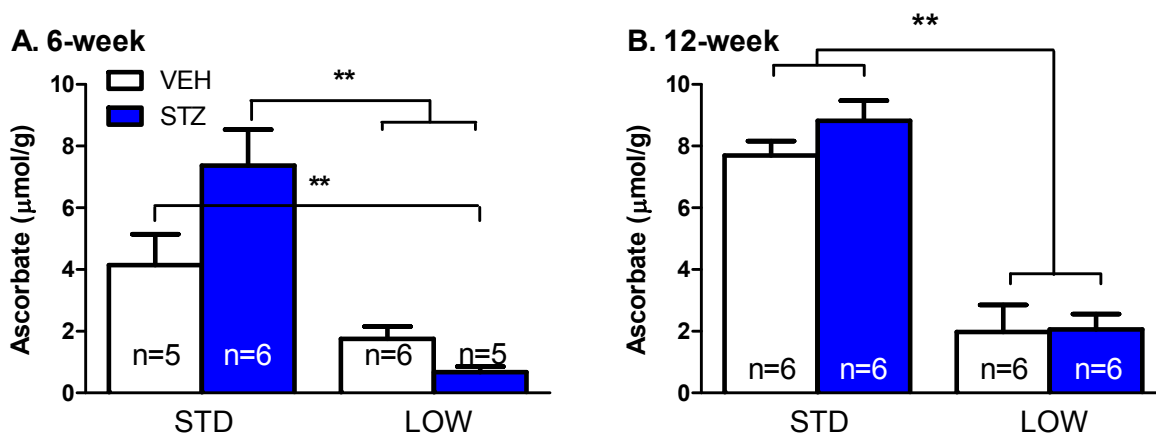 A. 6-week
VEH
STZ
**
**
Ascorbate (μmol/g)
10
8
6
4
2
0
n=5
n=6
n=6
n=5
STD
LOW
B. 12-week
**
Ascorbate (μmol/g)
10
8
6
4
2
0
n=6
n=6
n=6
n=6
STD
LOW